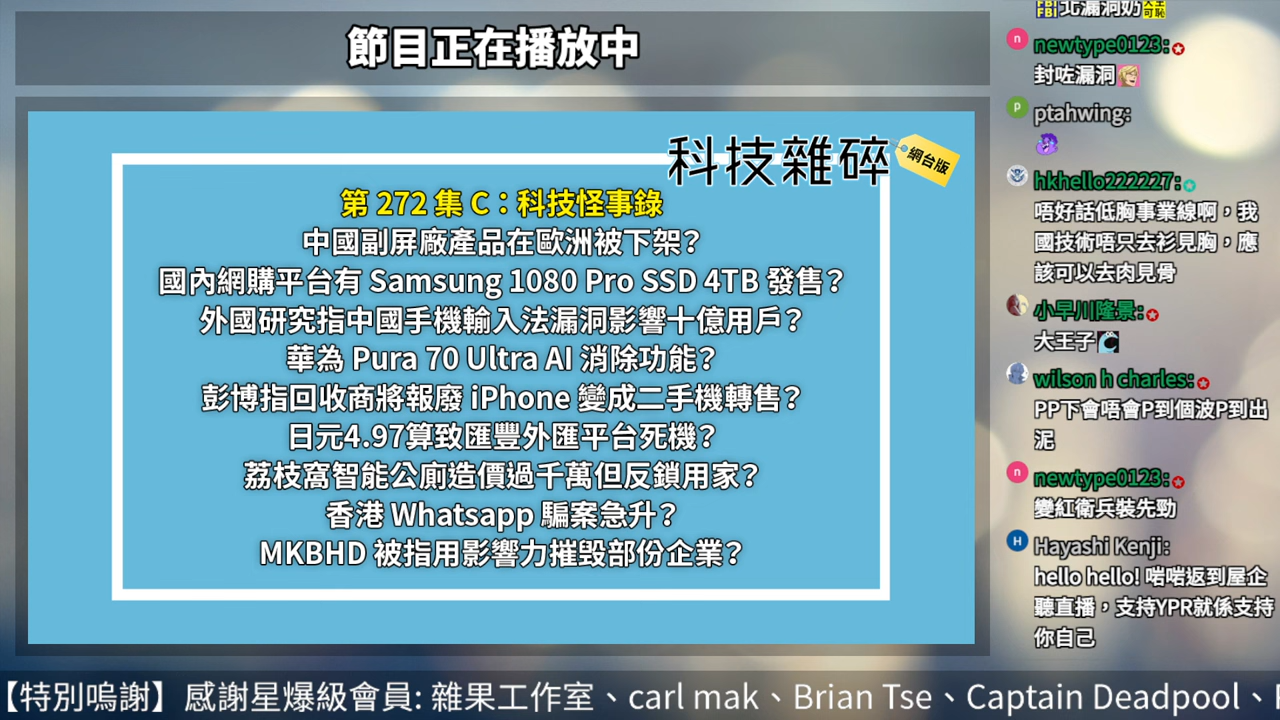 節目正在播放中
科技雜碎
網台版
第 272 集 C：科技怪事錄
中國副屏廠產品在歐洲被下架？
國內網購平台有 Samsung 1080 Pro SSD 4TB 發售？
外國研究指中國手機輸入法漏洞影響十億用戶？
華為 Pura 70 Ultra AI 消除功能？
彭博指回收商將報廢 iPhone 變成二手機轉售？
日元4.97算致匯豐外匯平台死機？
荔枝窩智能公廁造價過千萬但反鎖用家？
香港 Whatsapp 騙案急升？
MKBHD 被指用影響力摧毀部份企業？
北漏洞奶
newtype0123:
封咗漏洞
ptahwing:
hkhello222227:
唔好話低胸事業線啊，我
國技術唔只去衫見胸，應
該可以去肉見骨
小早川隆景:
大王子
wilson h charles:
PP下會唔會P到個波P到出
泥
newtype0123:
變紅衛兵裝先勁
Hayashi Kenji:
hello hello! 啱啱返到屋企
聽直播，支持YPR就係支持
你自己
【特別嗚謝】感謝星爆級會員: 雜果工作室、carl mak、Brian Tse、Captain Deadpool、